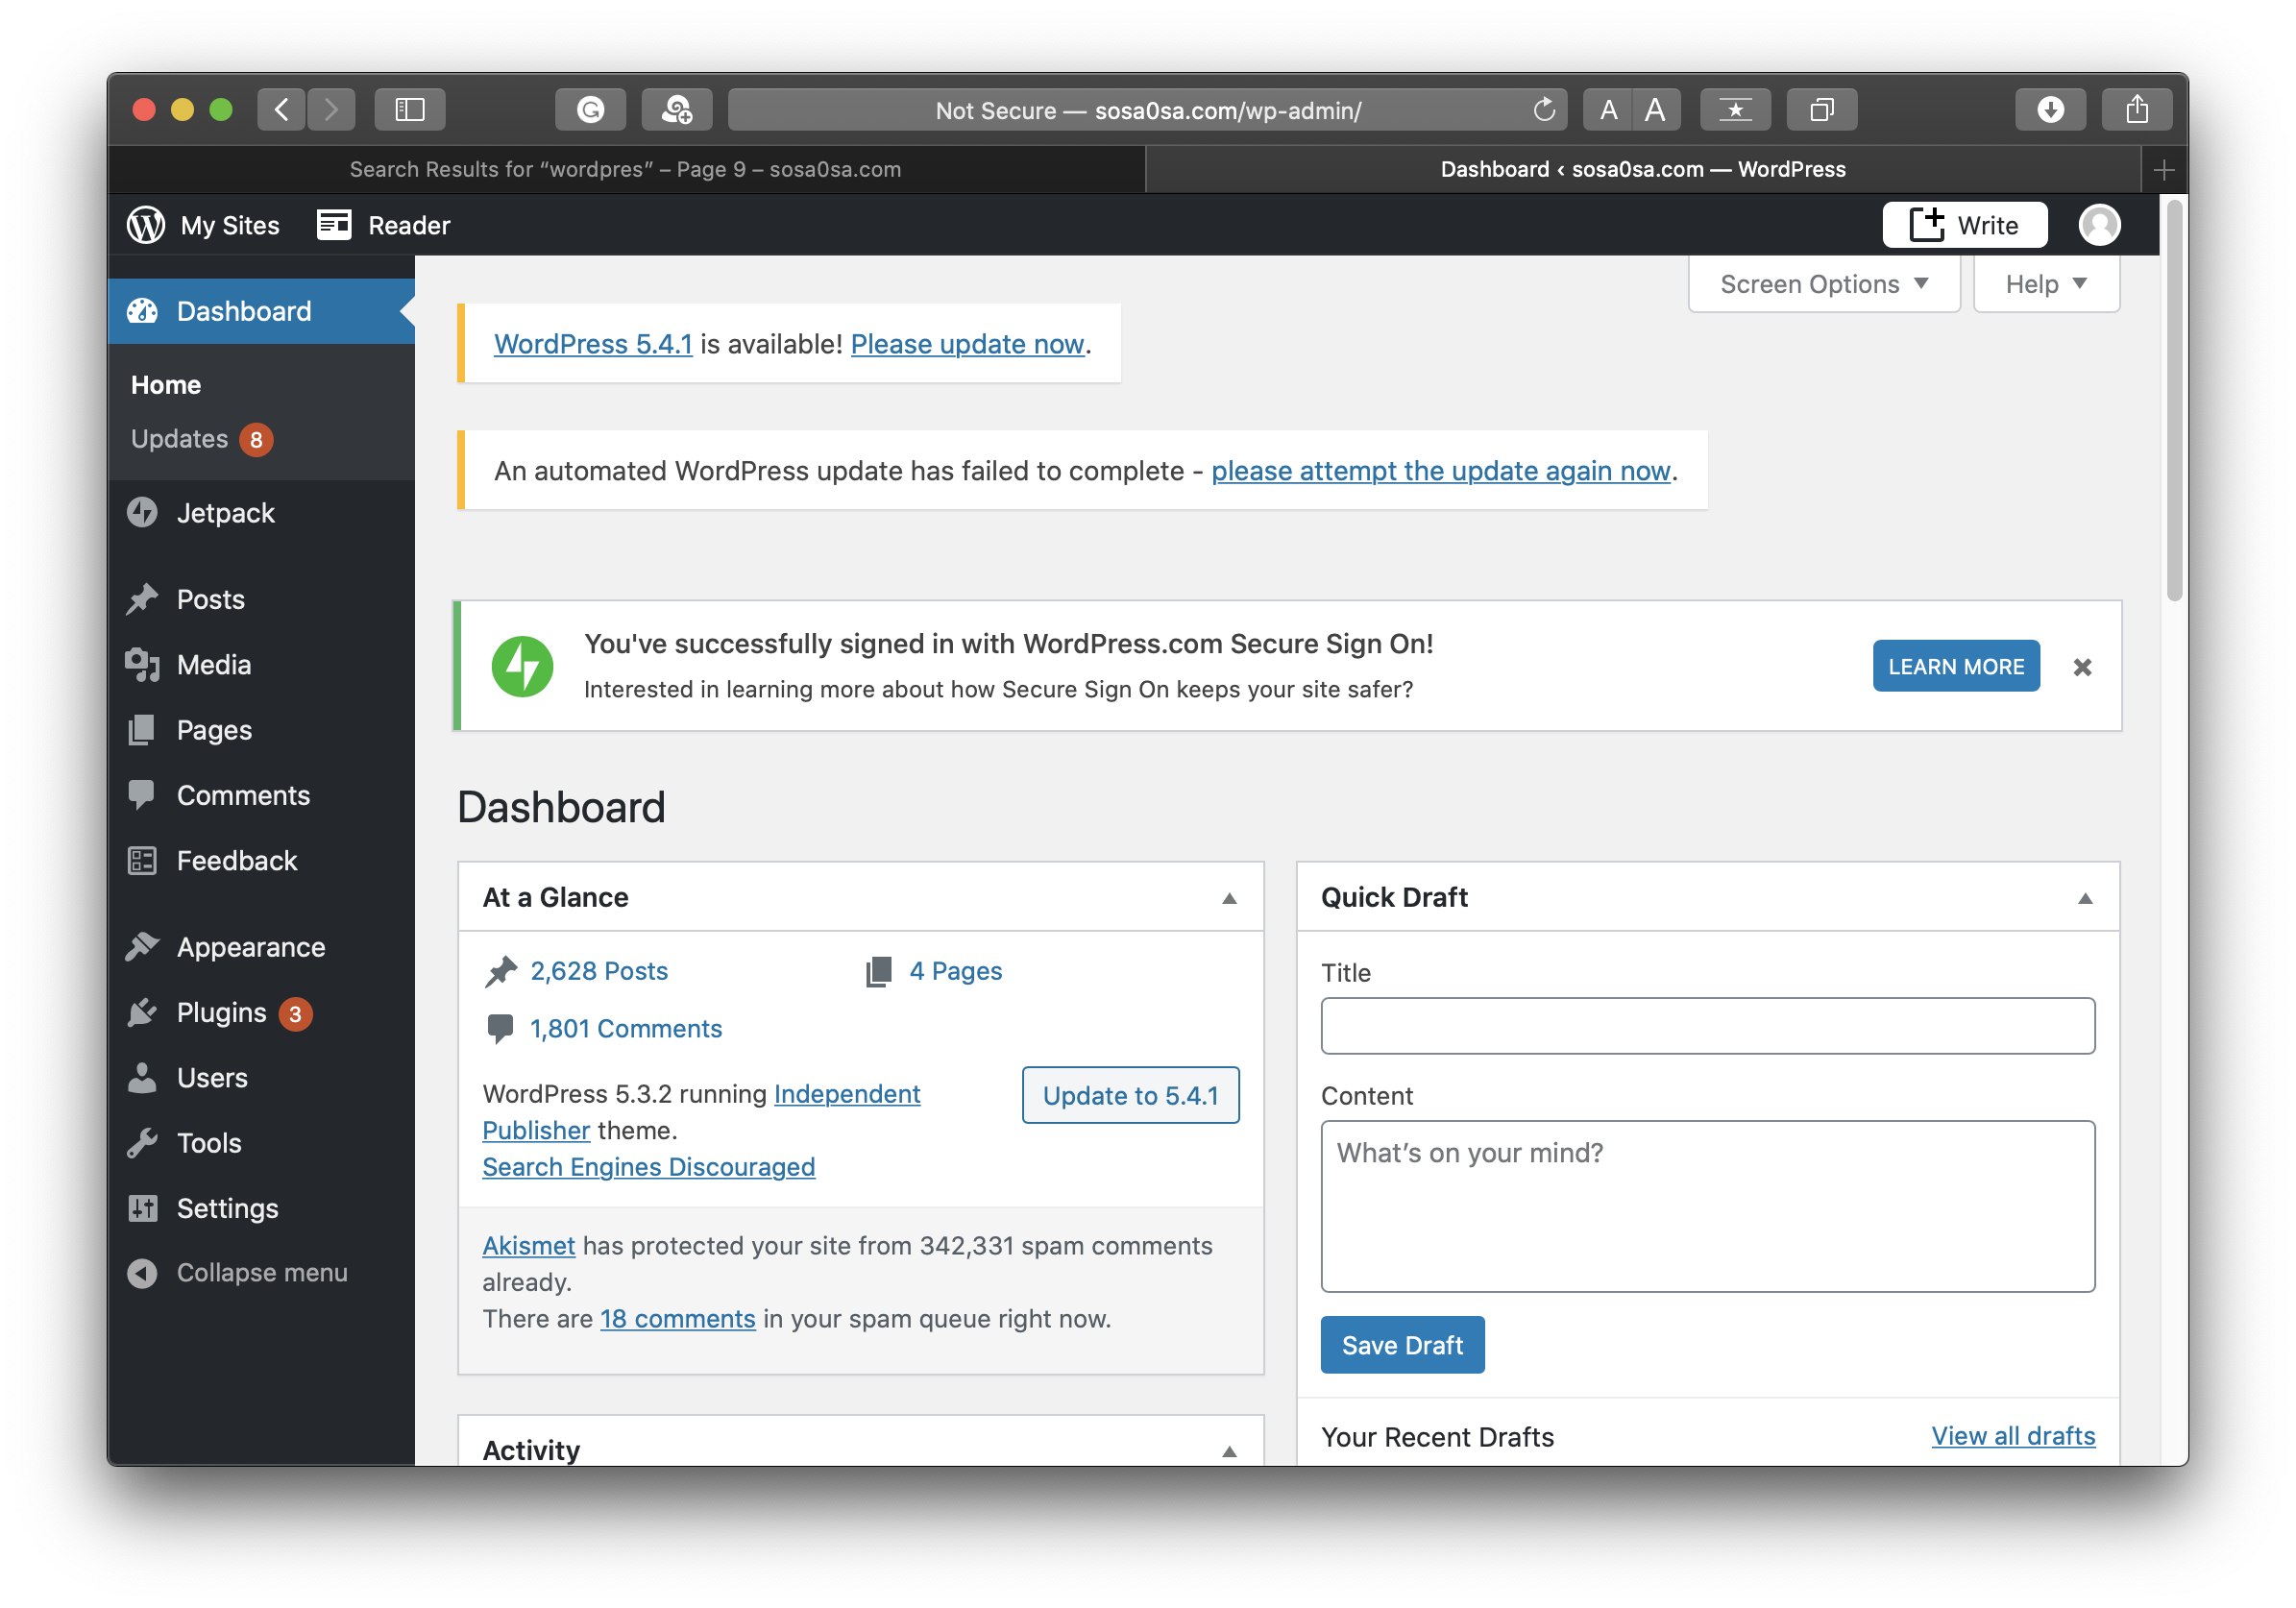 Not Secure — sosa0sa.com/wp-admin/
A A
Search Results for “wordpres” – Page 9 – sosa0sa.com
Dashboard ‹ sosa0sa.com — WordPress
My Sites
Reader
Write
Screen Options
Help
Dashboard
Home
Updates 8
Jetpack
Posts
Media
Pages
Comments
Feedback
Appearance
Plugins 3
Users
Tools
Settings
Collapse menu
WordPress 5.4.1 is available! Please update now.
An automated WordPress update has failed to complete - please attempt the update again now.
You've successfully signed in with WordPress.com Secure Sign On!
Interested in learning more about how Secure Sign On keeps your site safer?
LEARN MORE
Dashboard
At a Glance
2,628 Posts
4 Pages
1,801 Comments
WordPress 5.3.2 running Independent
Publisher theme.
Update to 5.4.1
Search Engines Discouraged
Akismet has protected your site from 342,331 spam comments
already.
There are 18 comments in your spam queue right now.
Activity
Quick Draft
Title
Content
What’s on your mind?
Save Draft
Your Recent Drafts
View all drafts